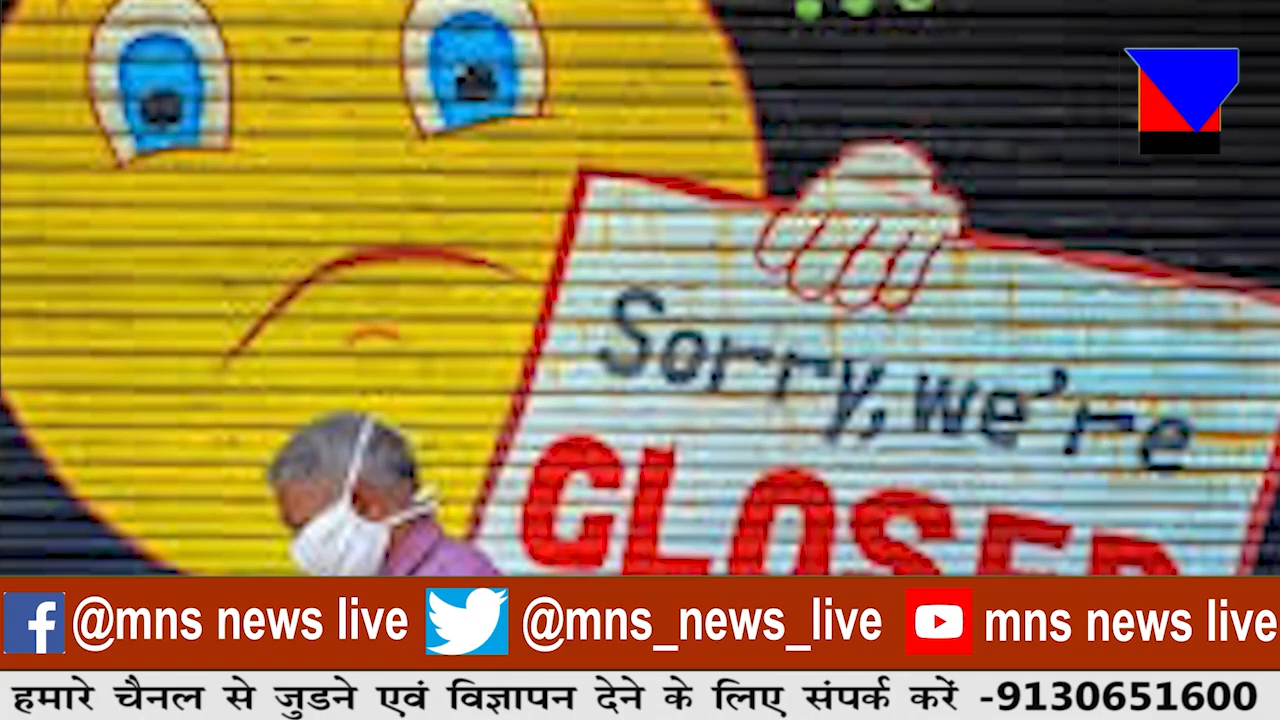 Sorry, we're
CLOSED
@mns news live @mns_news_live mns news live
हमारे चैनल से जुडने एवं विज्ञापन देने के लिए संपर्क करें -9130651600